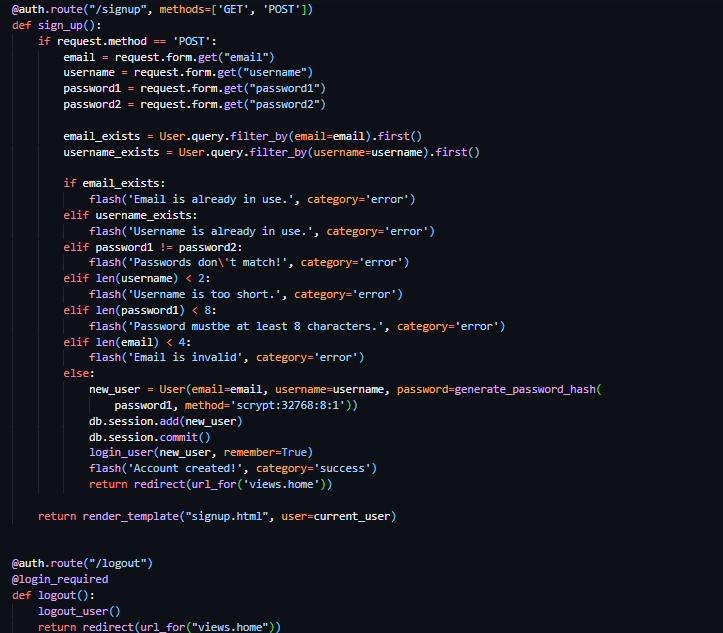 @auth.route("/signup", methods=['GET', 'POST'])
def sign_up():
    if request.method == 'POST':
        email = request.form.get("email")
        username = request.form.get("username")
        password1 = request.form.get("password1")
        password2 = request.form.get("password2")

        email_exists = User.query.filter_by(email=email).first()
        username_exists = User.query.filter_by(username=username).first()

        if email_exists:
            flash('Email is already in use.', category='error')
        elif username_exists:
            flash('Username is already in use.', category='error')
        elif password1 != password2:
            flash('Passwords don\'t match!', category='error')
        elif len(username) < 2:
            flash('Username is too short.', category='error')
        elif len(password1) < 8:
            flash('Password mustbe at least 8 characters.', category='error')
        elif len(email) < 4:
            flash('Email is invalid', category='error')
        else:
            new_user = User(email=email, username=username, password=generate_password_hash(
                password1, method='scrypt:32768:8:1'))
            db.session.add(new_user)
            db.session.commit()
            login_user(new_user, remember=True)
            flash('Account created!', category='success')
            return redirect(url_for('views.home'))

    return render_template("signup.html", user=current_user)


@auth.route("/logout")
@login_required
def logout():
    logout_user()
    return redirect(url_for("views.home"))